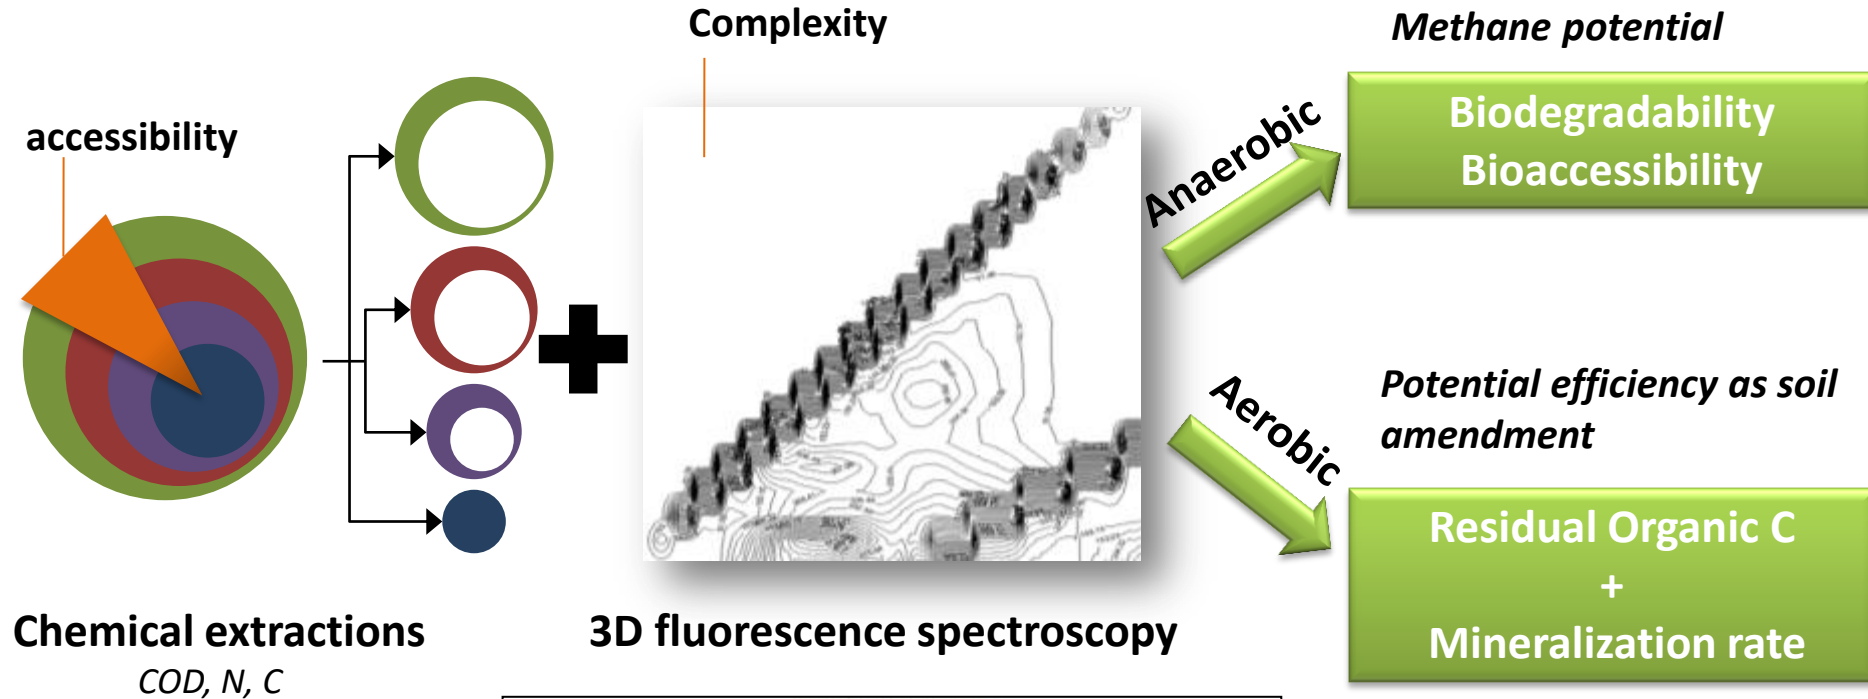 Complexity
Methane potential
accessibility
Anaerobic
Biodegradability
Bioaccessibility
Aerobic
Potential efficiency as soil
amendment
Residual Organic C
+
Mineralization rate
Chemical extractions
COD, N, C
3D fluorescence spectroscopy